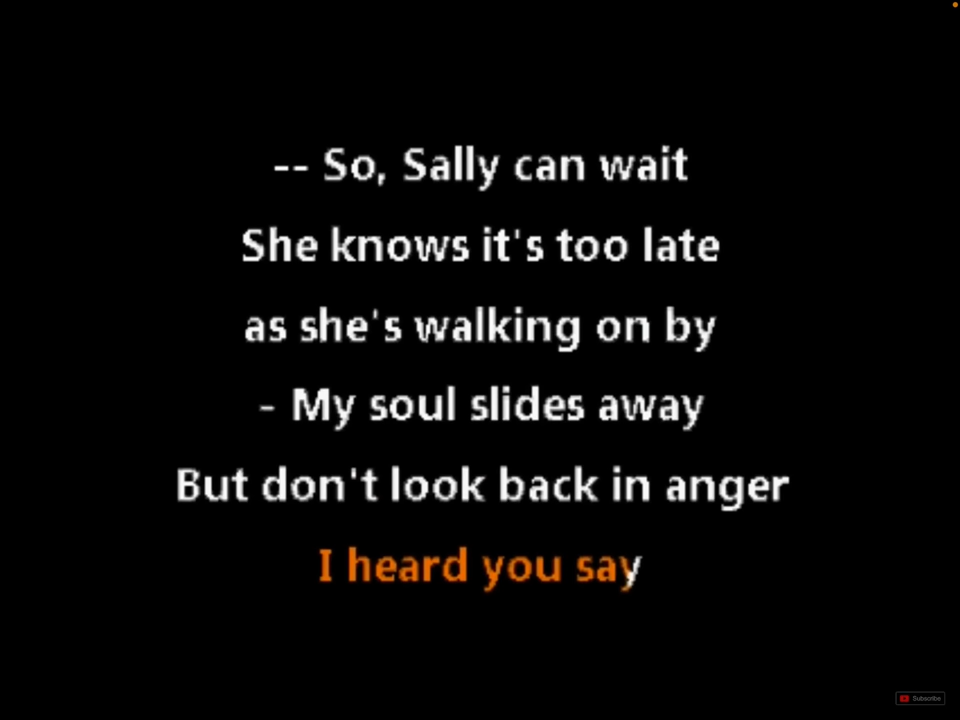 -- So, Sally can wait
She knows it's too late
as she's walking on by
- My soul slides away
But don't look back in anger
I heard you say
Subscribe